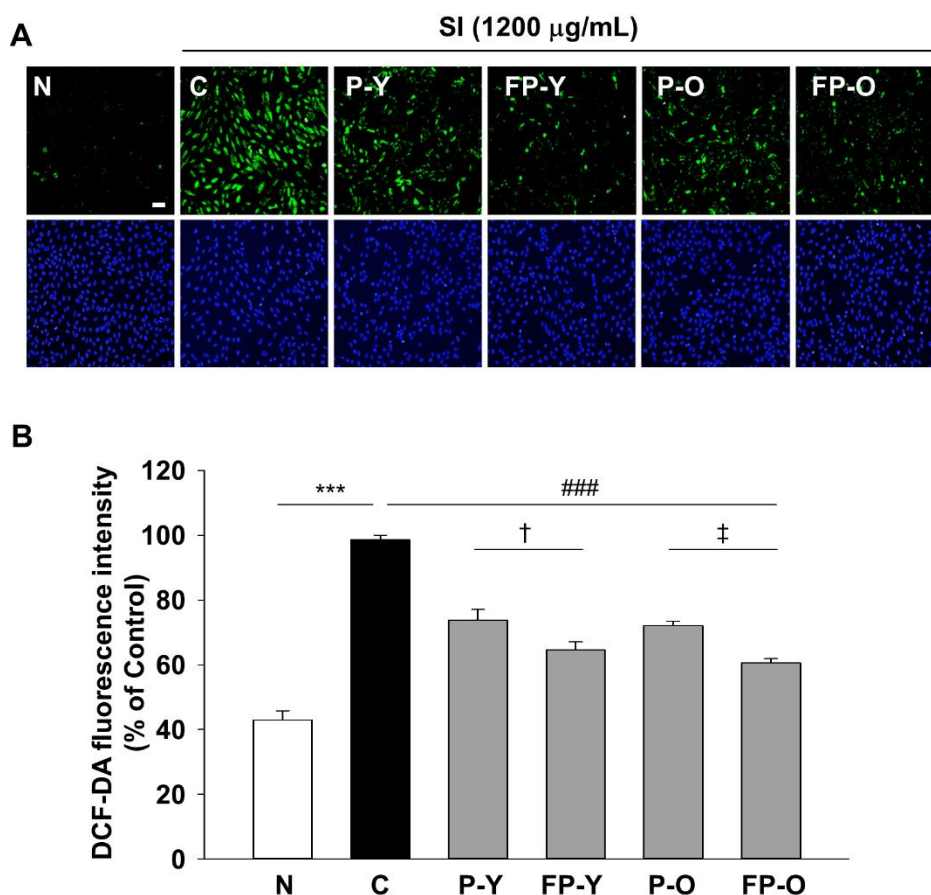 A
SI (1200 μg/mL)
N C P-Y FP-Y P-O FP-O
B
DCF-DA fluorescence intensity
(% of Control)
120
100
80
60
40
20
0
*** ###
† ‡
N C P-Y FP-Y P-O FP-O